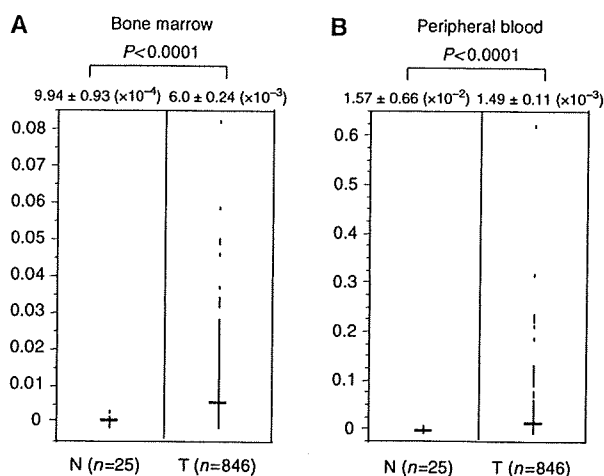 A
Bone marrow
P<0.0001
9.94 ± 0.93 (×10⁻⁴)
6.0 ± 0.24 (×10⁻³)
0.08
0.07
0.06
0.05
0.04
0.03
0.02
0.01
0
N (n=25)
T (n=846)
B
Peripheral blood
P<0.0001
1.57 ± 0.66 (×10⁻²)
1.49 ± 0.11 (×10⁻³)
0.6
0.5
0.4
0.3
0.2
0.1
0
N (n=25)
T (n=846)